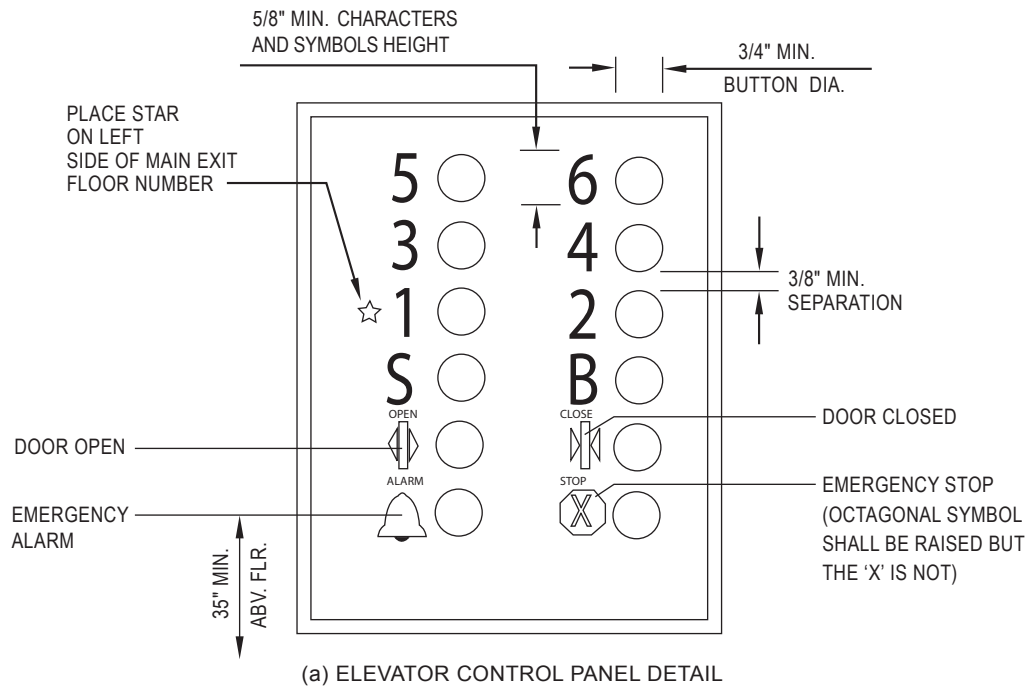 5/8" MIN. CHARACTERS
AND SYMBOLS HEIGHT
3/4" MIN.
BUTTON DIA.
PLACE STAR
ON LEFT
SIDE OF MAIN EXIT
FLOOR NUMBER
5 6
3 4
3/8" MIN.
SEPARATION
1 2
S B
OPEN CLOSE
DOOR OPEN
DOOR CLOSED
ALARM STOP
X
EMERGENCY
ALARM
EMERGENCY STOP
(OCTAGONAL SYMBOL
SHALL BE RAISED BUT
THE ‘X’ IS NOT)
35" MIN.
ABV. FLR.
(a) ELEVATOR CONTROL PANEL DETAIL